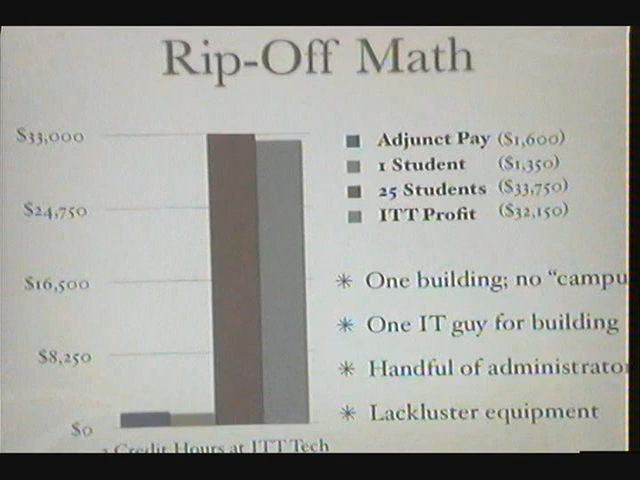 Rip-Off Math
$33,000
$24,750
$16,500
$8,250
$0
Credit Hours at ITT Tech
Adjunct Pay ($1,600)
1 Student ($1,350)
25 Students ($33,750)
ITT Profit ($32,150)
* One building; no “campu
* One IT guy for building
* Handful of administrato
* Lackluster equipment